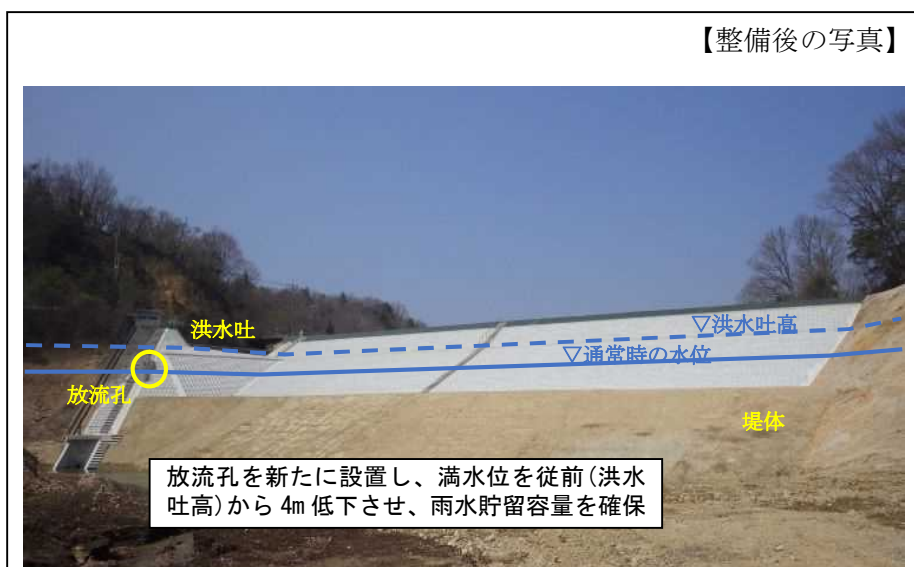 【整備後の写真】
洪水吐
▽洪水吐高
▽通常時の水位
放流孔
堤体
放流孔を新たに設置し、満水位を従前(洪水
吐高)から 4m 低下させ、雨水貯留容量を確保